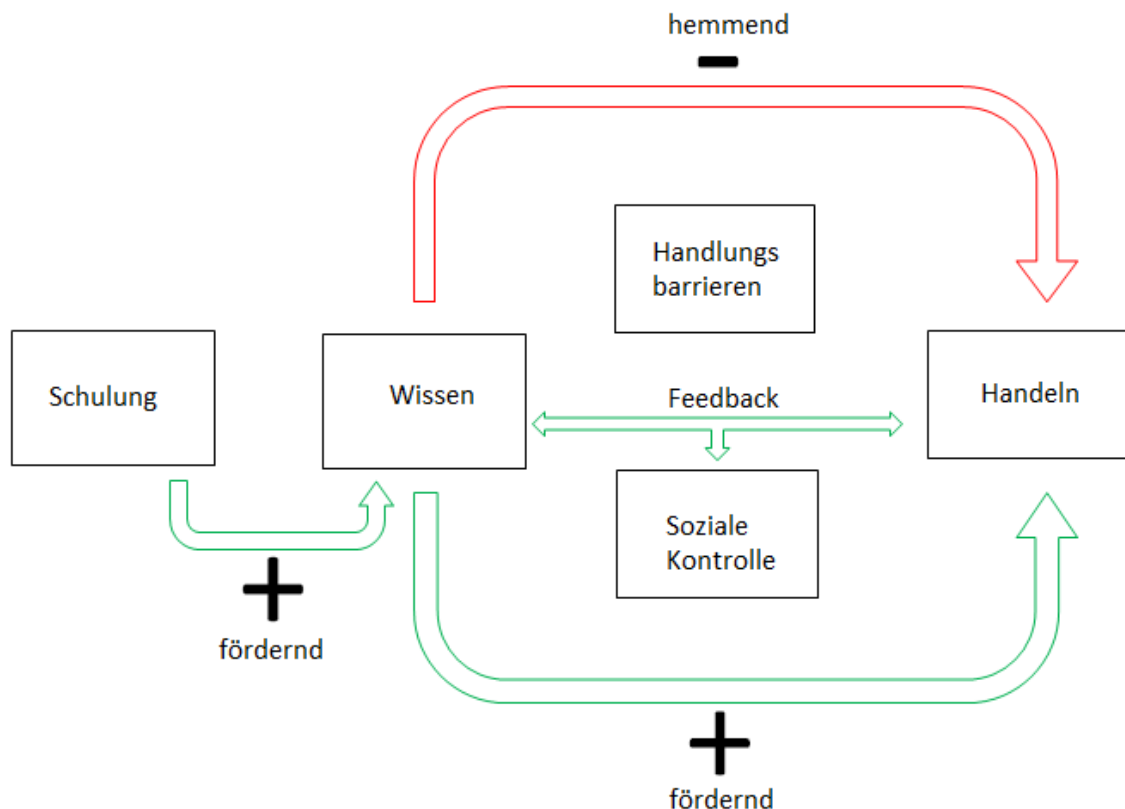 hemmend
Handlungs
barrieren
Schulung
Wissen
Feedback
Handeln
Soziale
Kontrolle
fördernd
fördernd